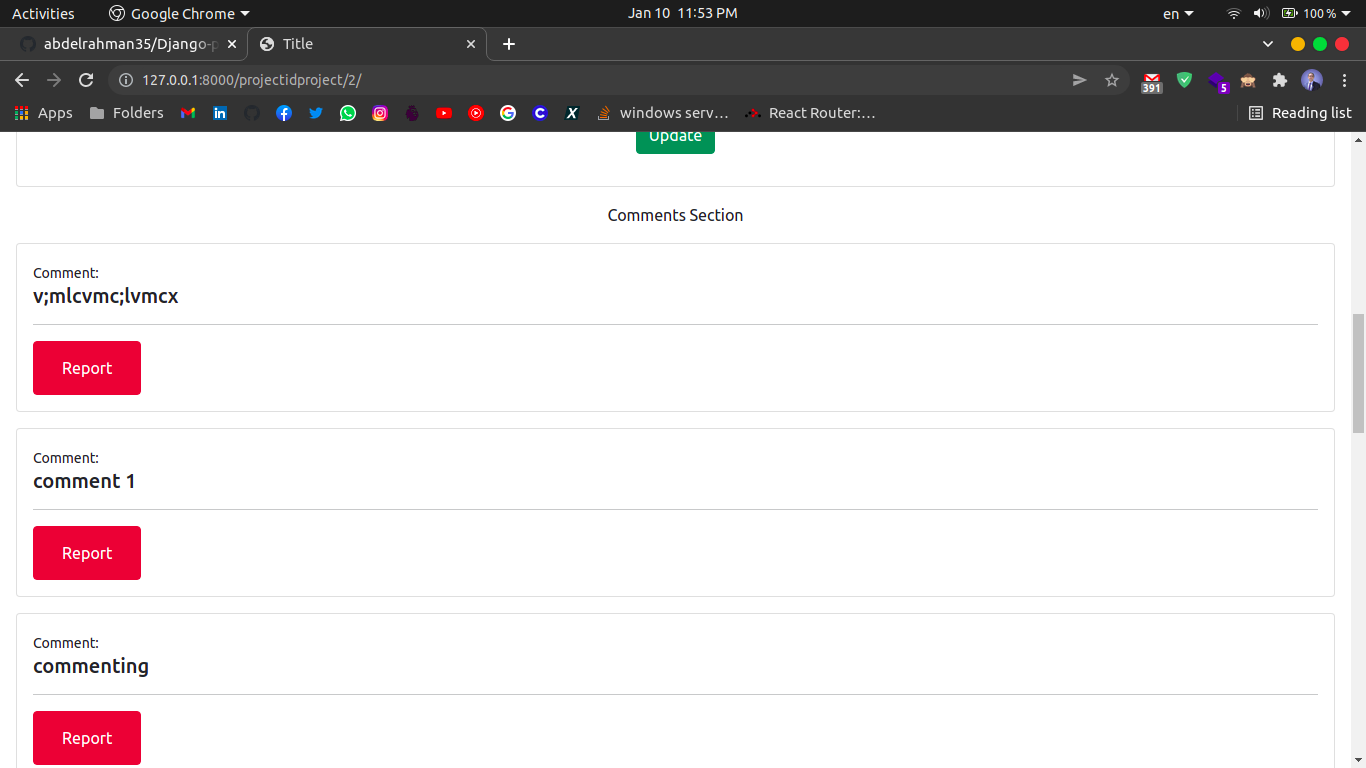 Activities Google Chrome Jan 10 11:53 PM en 100 %
abdelrahman35/Django-p Title
127.0.0.1:8000/projectidproject/2/ 391 5
Apps Folders windows serv... React Router:... Reading list
Update
Comments Section
Comment:
v;mlcvmc;lvmcx
Report
Comment:
comment 1
Report
Comment:
commenting
Report